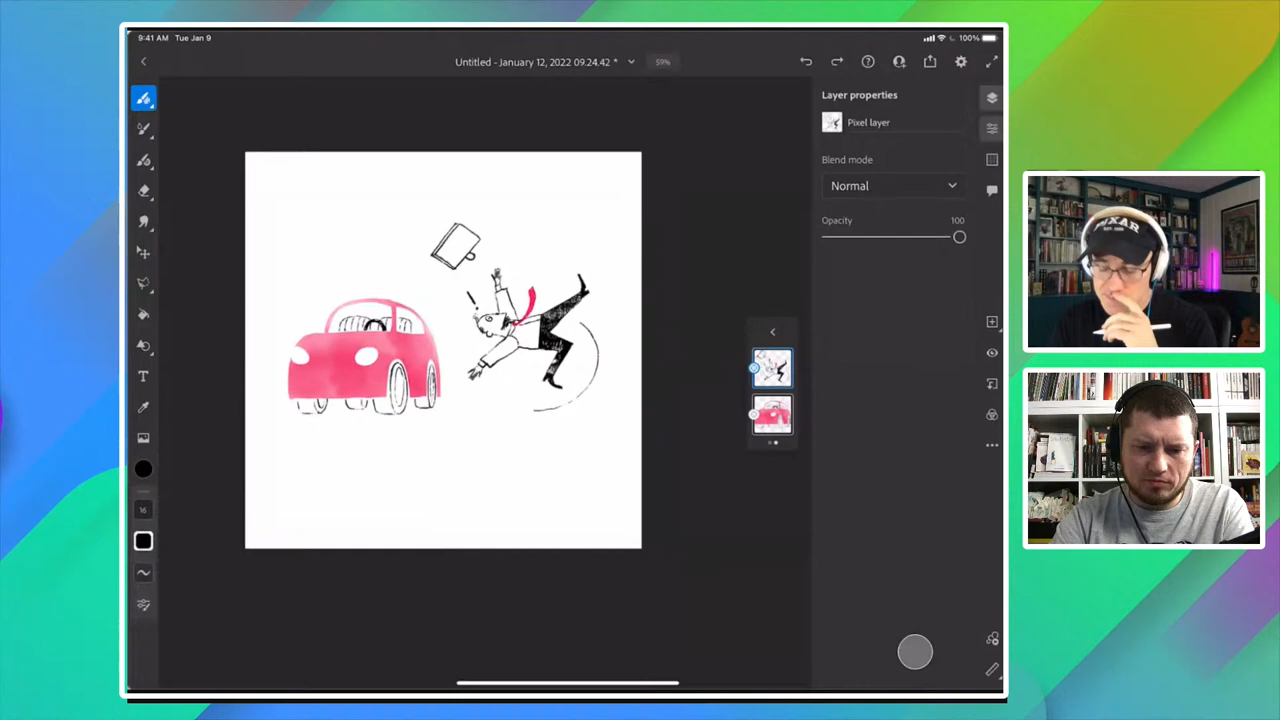 9:41 AM Tue Jan 9
100%
Untitled - January 12, 2022 09.24.42 *
59%
Layer properties
Pixel layer
Blend mode
Normal
Opacity
100
16
T
!
PIXAR